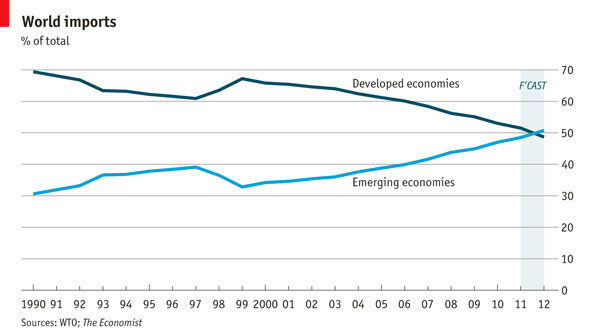 World imports
% of total
Developed economies
F'CAST
Emerging economies
70
60
50
40
30
20
10
0
1990 91 92 93 94 95 96 97 98 99 2000 01 02 03 04 05 06 07 08 09 10 11 12
Sources: WTO; The Economist